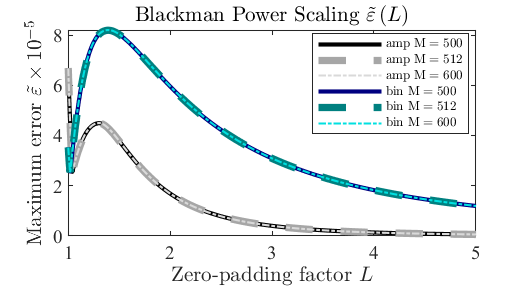 Blackman Power Scaling ε̃(L)
Maximum error ε̃ × 10⁻⁵
8
6
4
2
0
amp M = 500
amp M = 512
amp M = 600
bin M = 500
bin M = 512
bin M = 600
1 2 3 4 5
Zero-padding factor L